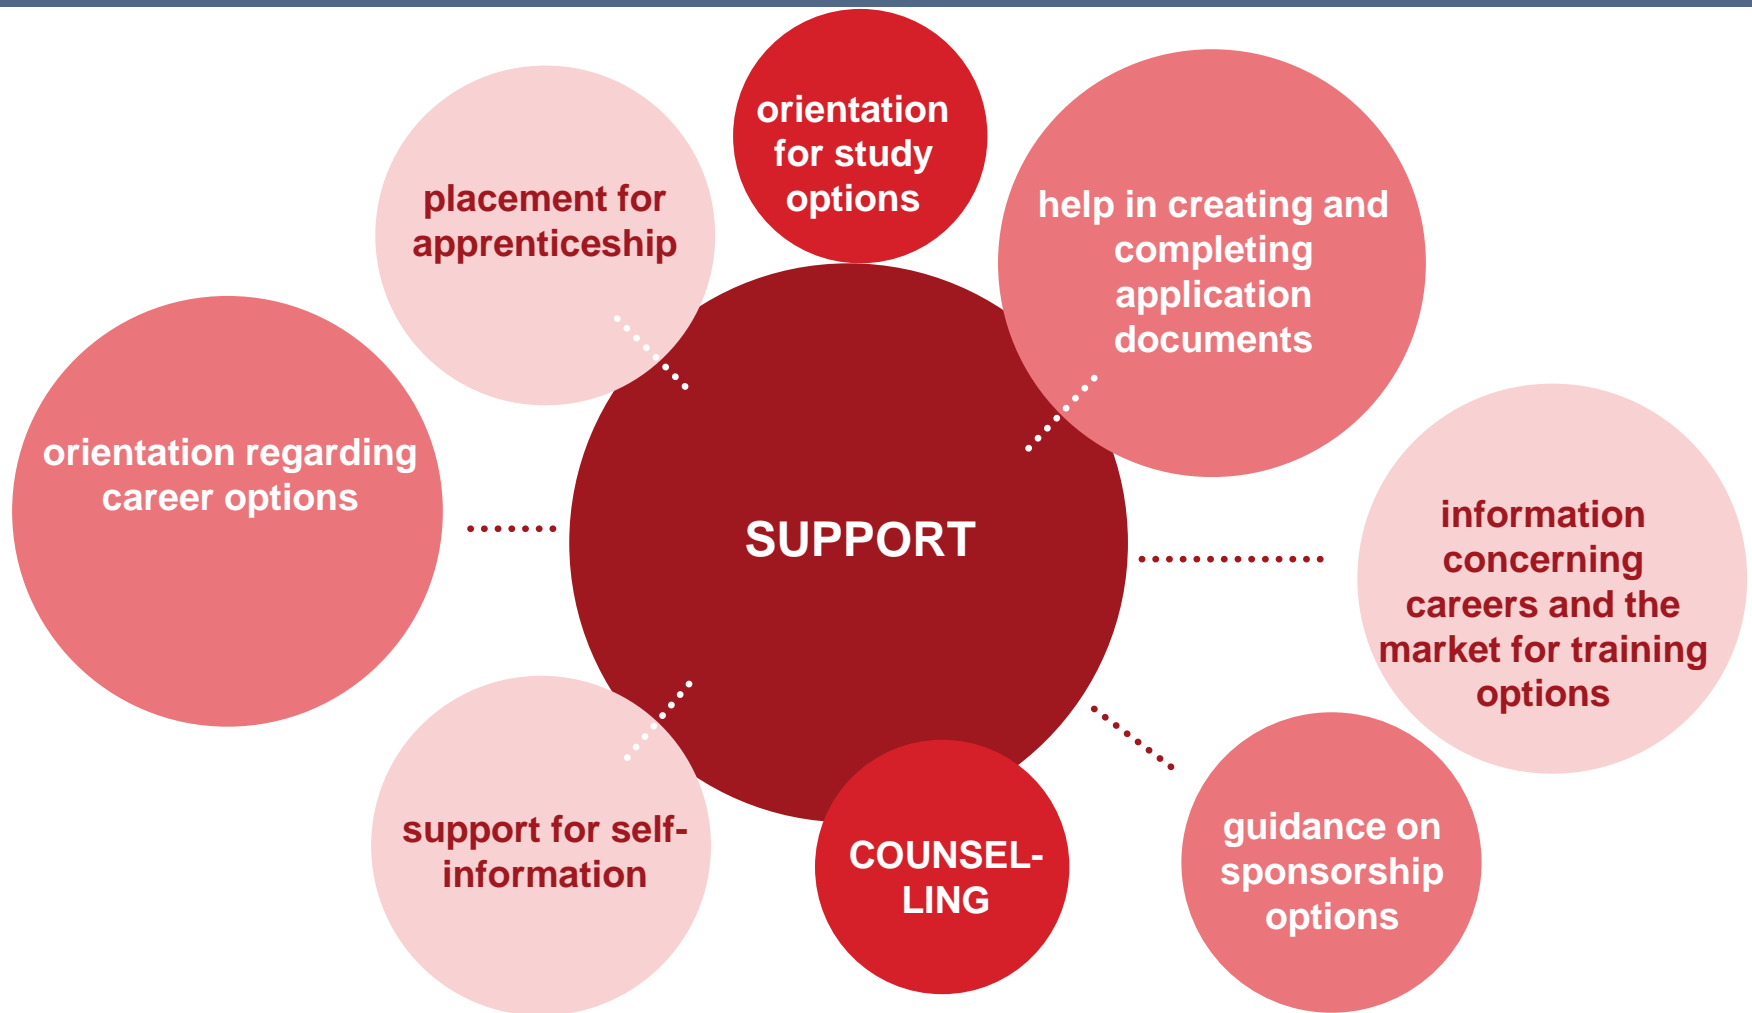 orientation
for study
options
placement for
apprenticeship
help in creating and
completing
application
documents
orientation regarding
career options
SUPPORT
information
concerning
careers and the
market for training
options
support for self-
information
COUNSEL-
LING
guidance on
sponsorship
options